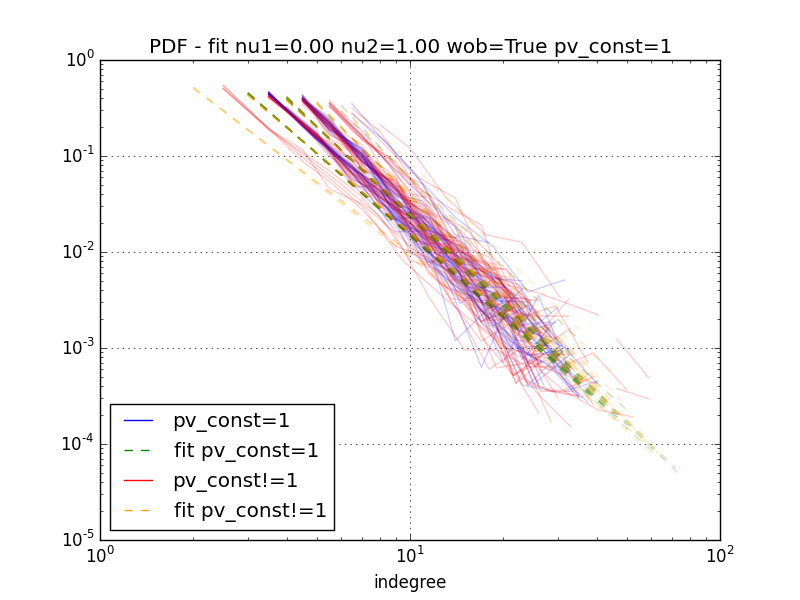 PDF - fit nu1=0.00 nu2=1.00 wob=True pv_const=1
10^0
10^-1
10^-2
10^-3
10^-4
10^-5
pv_const=1
fit pv_const=1
pv_const!=1
fit pv_const!=1
10^0 10^1 10^2
indegree